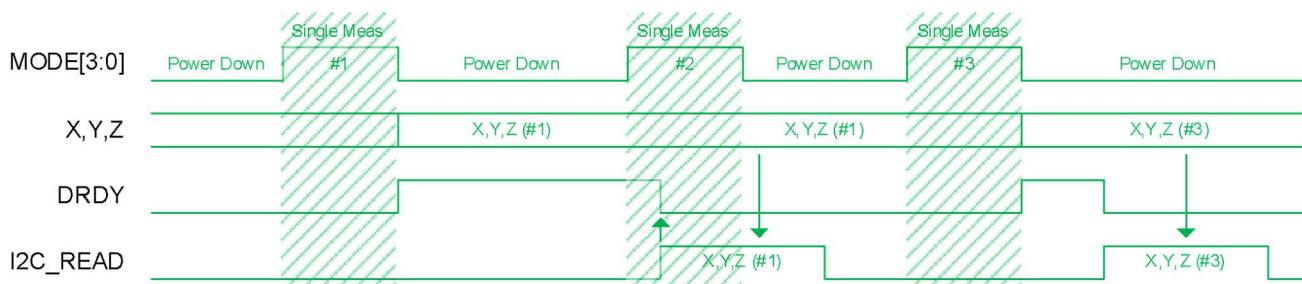 Single Meas Single Meas Single Meas
MODE[3:0] Power Down #1 Power Down #2 Power Down #3 Power Down
X,Y,Z X,Y,Z (#1) X,Y,Z (#1) X,Y,Z (#3)
DRDY
I2C_READ X,Y,Z (#1) X,Y,Z (#3)